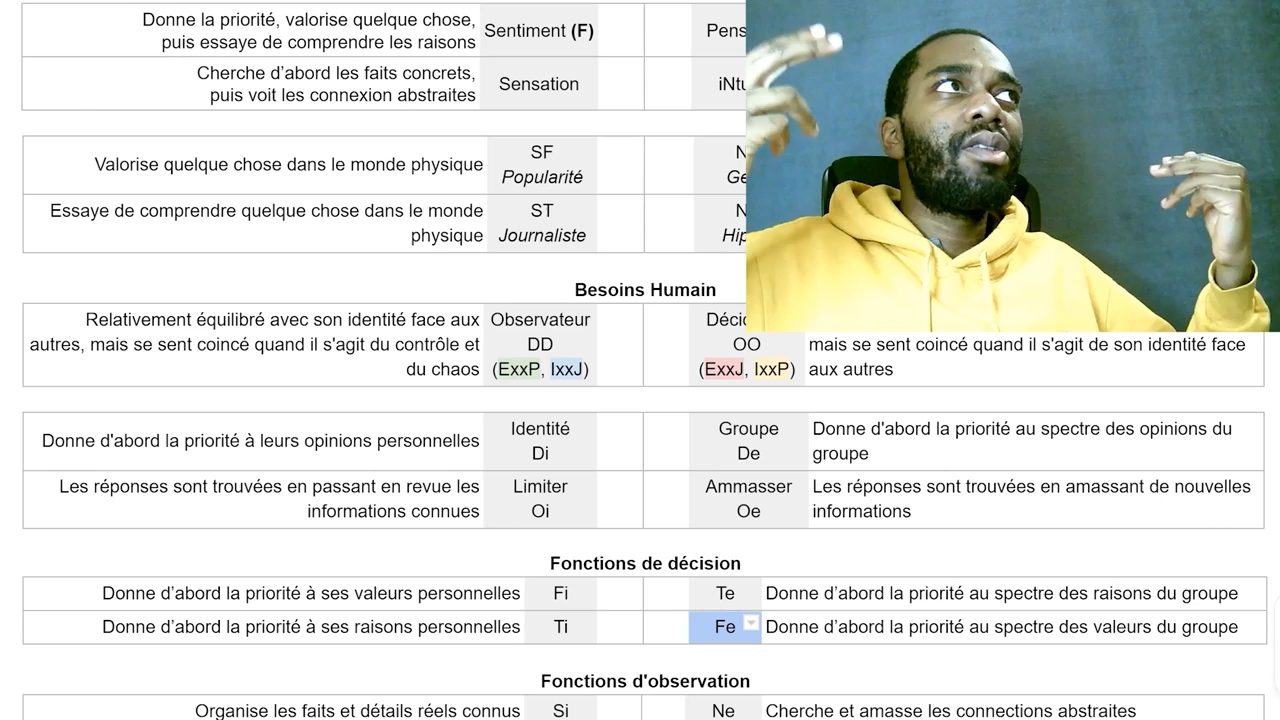 Donne la priorité, valorise quelque chose,
puis essaye de comprendre les raisons
Sentiment (F)
Cherche d’abord les faits concrets,
puis voit les connexion abstraites
Sensation
Valorise quelque chose dans le monde physique
SF
Popularité
Essaye de comprendre quelque chose dans le monde
physique
ST
Journaliste
Besoins Humain
Relativement équilibré avec son identité face aux
autres, mais se sent coincé quand il s'agit du contrôle et
du chaos
Observateur
DD
(ExxP, IxxJ)
OO
(ExxJ, IxxP)
mais se sent coincé quand il s'agit de son identité face
aux autres
Donne d'abord la priorité à leurs opinions personnelles
Identité
Di
Groupe
De
Donne d'abord la priorité au spectre des opinions du
groupe
Les réponses sont trouvées en passant en revue les
informations connues
Limiter
Oi
Ammasser
Oe
Les réponses sont trouvées en amassant de nouvelles
informations
Fonctions de décision
Donne d’abord la priorité à ses valeurs personnelles
Fi
Te
Donne d’abord la priorité au spectre des raisons du groupe
Donne d’abord la priorité à ses raisons personnelles
Ti
Fe
Donne d’abord la priorité au spectre des valeurs du groupe
Fonctions d'observation
Organise les faits et détails réels connus
Si
Ne
Cherche et amasse les connections abstraites